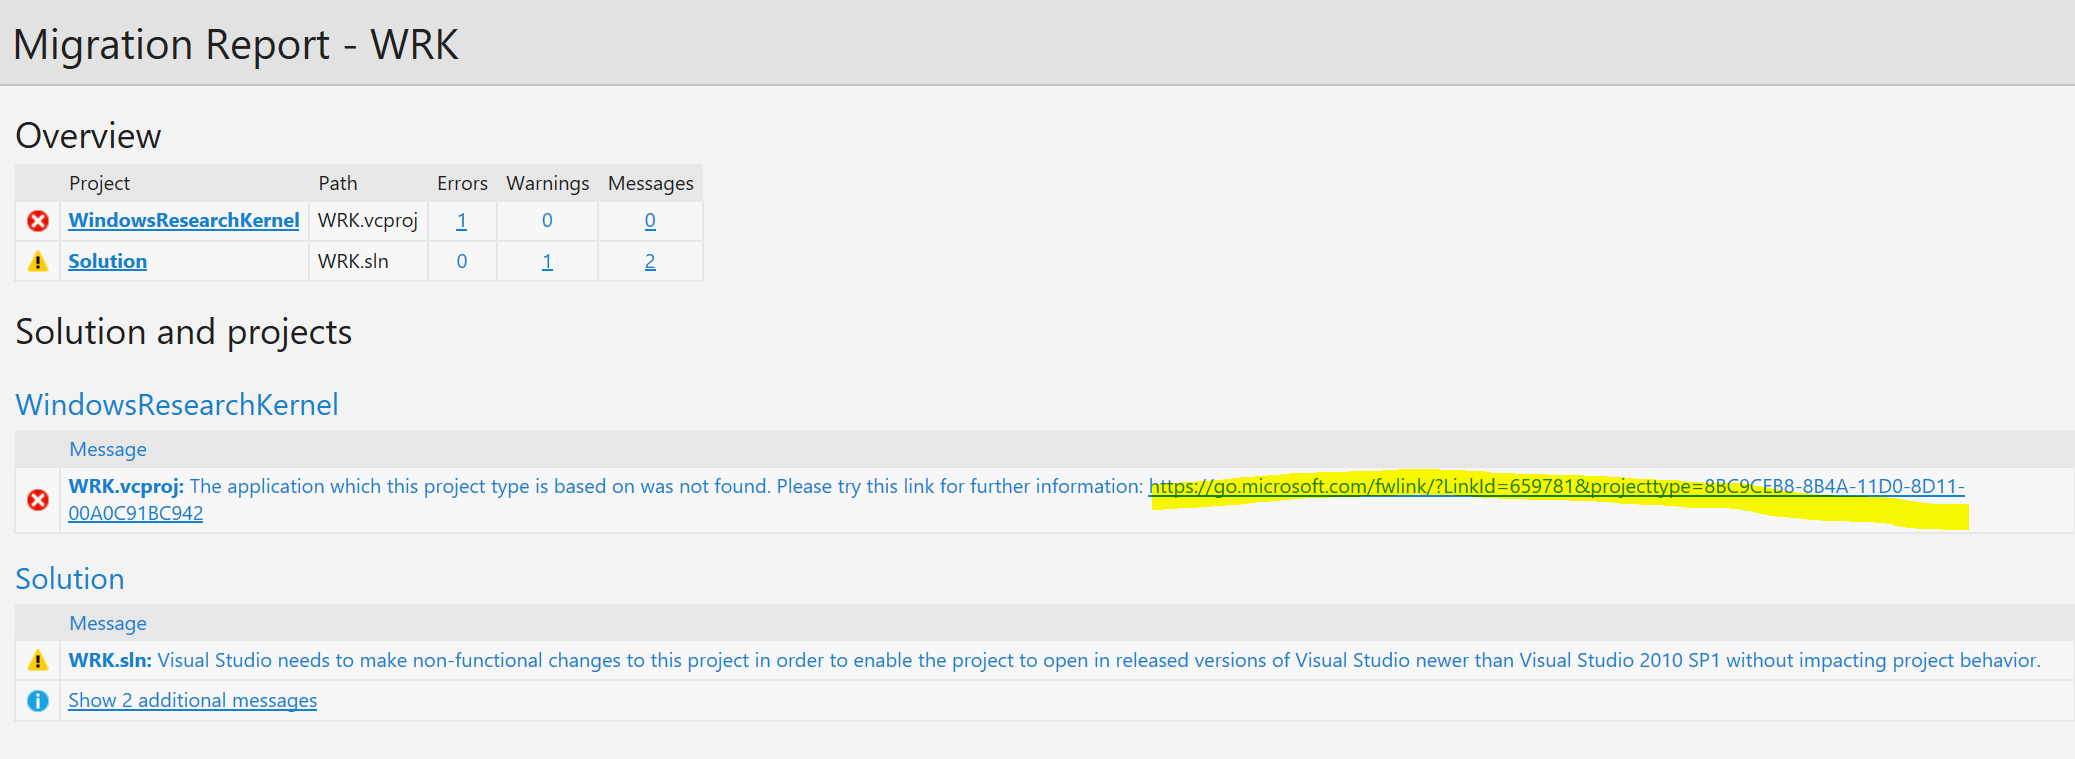 Migration Report - WRK
Overview
Project Path Errors Warnings Messages
WindowsResearchKernel WRK.vcproj 1 0 0
Solution WRK.sln 0 1 2
Solution and projects
WindowsResearchKernel
Message
WRK.vcproj: The application which this project type is based on was not found. Please try this link for further information: https://go.microsoft.com/fwlink/?LinkId=659781&projecttype=8BC9CEB8-8B4A-11D0-8D11-
00A0C91BC942
Solution
Message
WRK.sln: Visual Studio needs to make non-functional changes to this project in order to enable the project to open in released versions of Visual Studio newer than Visual Studio 2010 SP1 without impacting project behavior.
Show 2 additional messages